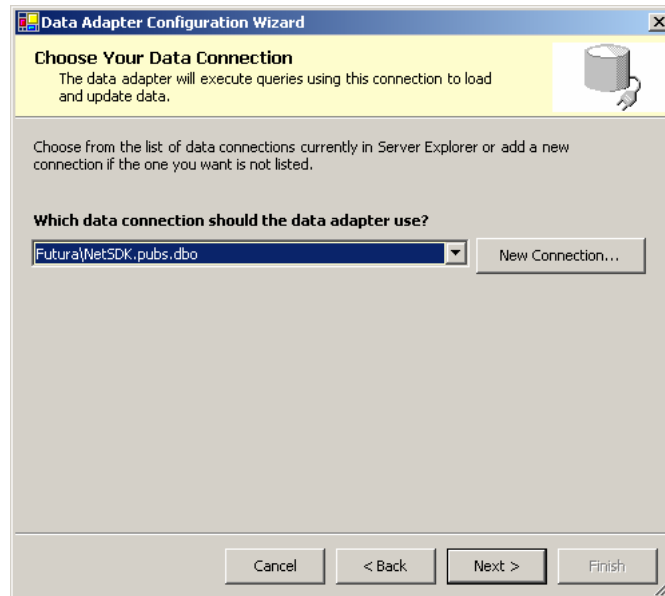 Data Adapter Configuration Wizard
Choose Your Data Connection
The data adapter will execute queries using this connection to load
and update data.
Choose from the list of data connections currently in Server Explorer or add a new
connection if the one you want is not listed.
Which data connection should the data adapter use?
Futura\NetSDK.pubs.dbo
New Connection...
Cancel
< Back
Next >
Finish